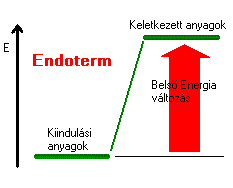 Keletkezett anyagok
E
Endoterm
Belső Energia
változás
Kiindulási
anyagok